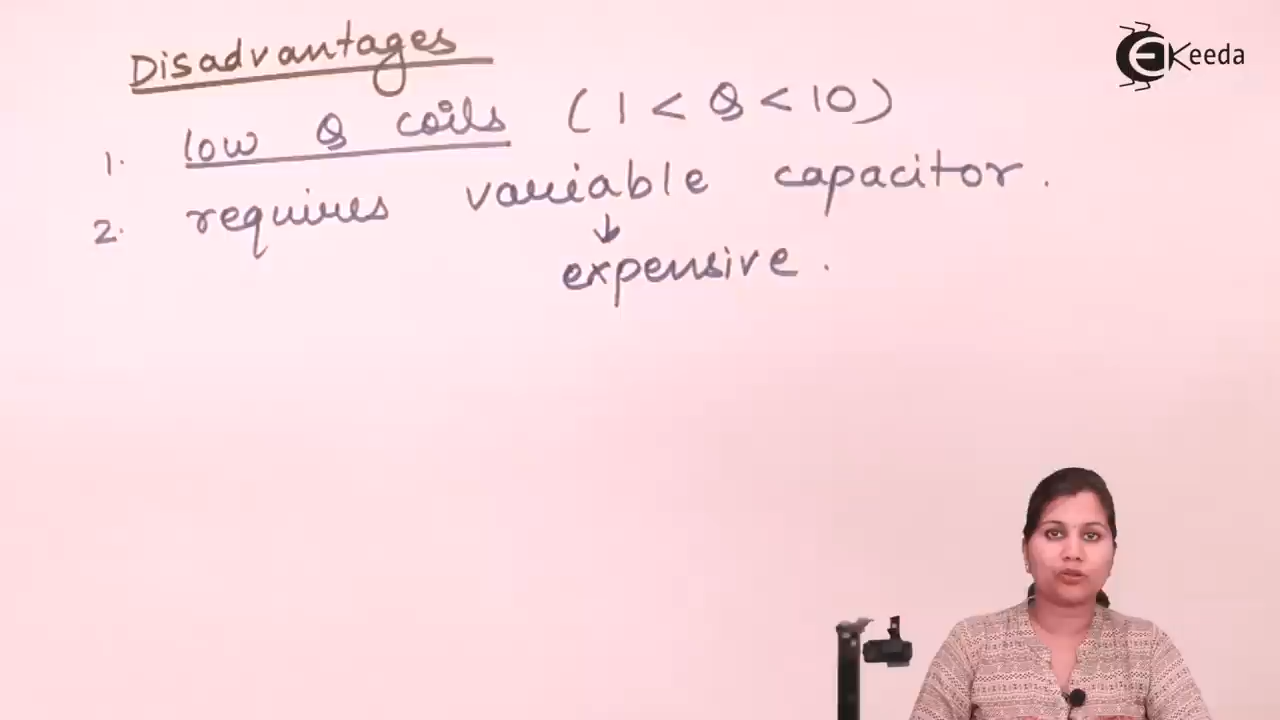 Disadvantages
1. low Q coils (1 < Q < 10)
2. requires variable capacitor.
↓
expensive.
EKeeda